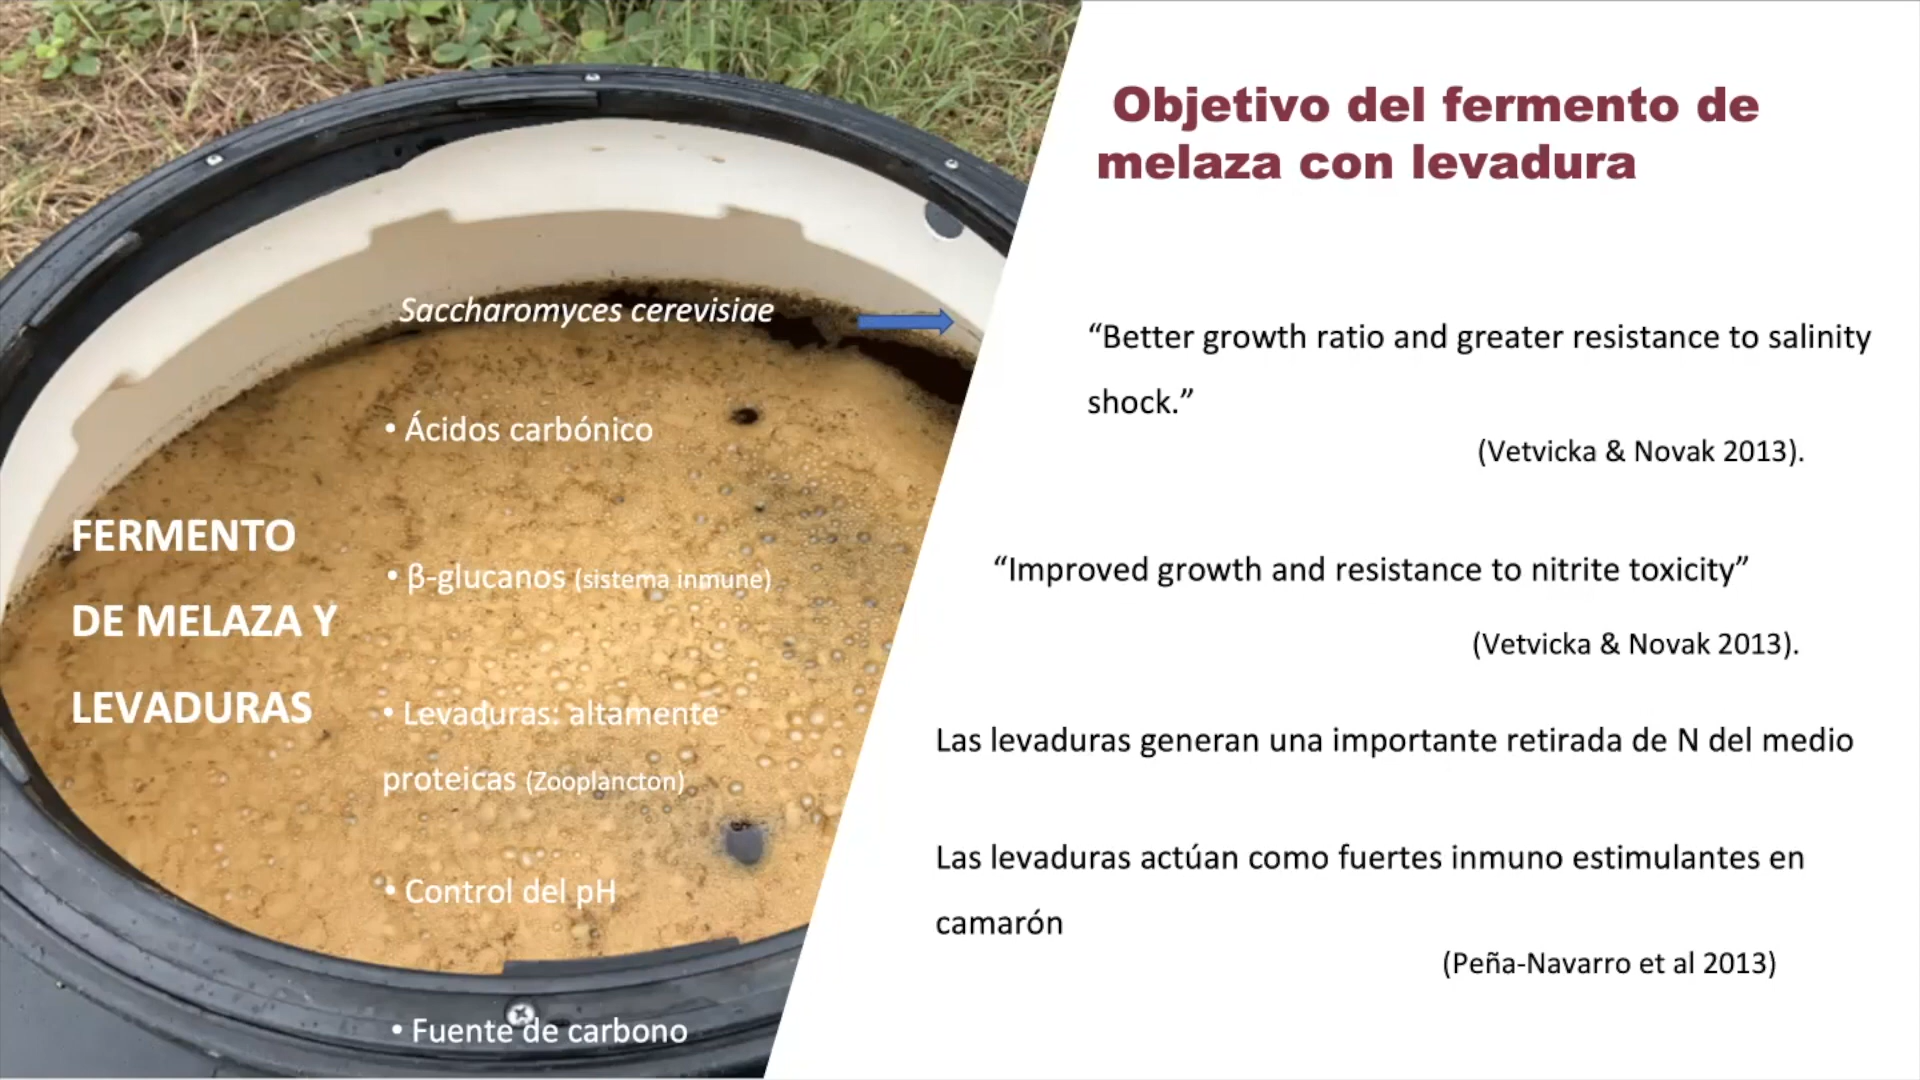 Objetivo del fermento de
melaza con levadura
Saccharomyces cerevisiae
• Ácidos carbónico
FERMENTO
DE MELAZA Y
LEVADURAS
• β-glucanos (sistema inmune)
• Levaduras: altamente
proteicas (Zooplancton)
• Control del pH
• Fuente de carbono
“Better growth ratio and greater resistance to salinity
shock.”
(Vetvicka & Novak 2013).
“Improved growth and resistance to nitrite toxicity”
(Vetvicka & Novak 2013).
Las levaduras generan una importante retirada de N del medio
Las levaduras actúan como fuertes inmuno estimulantes en
camarón
(Peña-Navarro et al 2013)